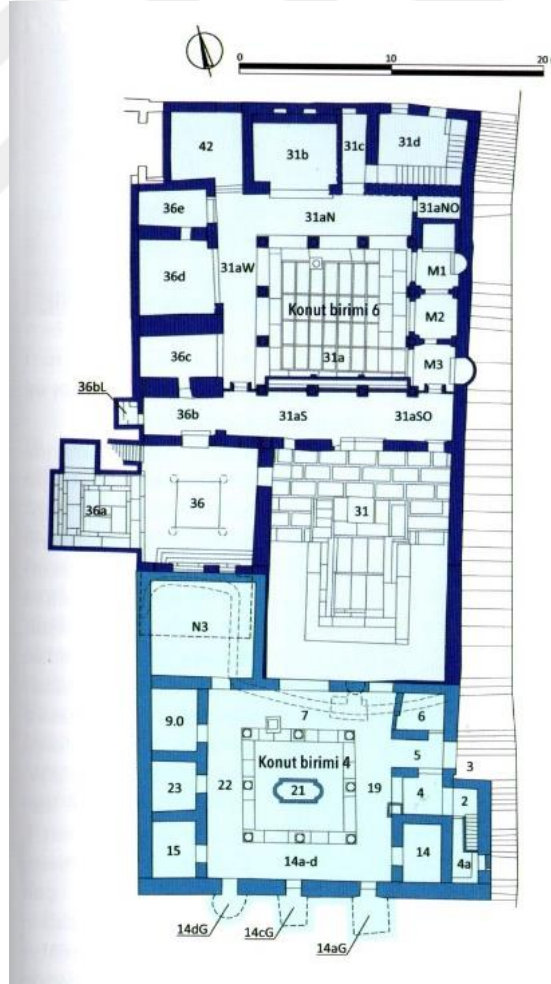 0 10 20
42
31b
31c
31d
36e
31aN
31aNO
31aW
M1
36d
Konut birimi 6
M2
31a
36c
M3
36bL
36b
31aS
31aSO
36a
36
31
N3
9.0
7
6
5
3
Konut birimi 4
22
21
19
4
2
23
15
14a-d
14
4a
14dG
14cG
14aG